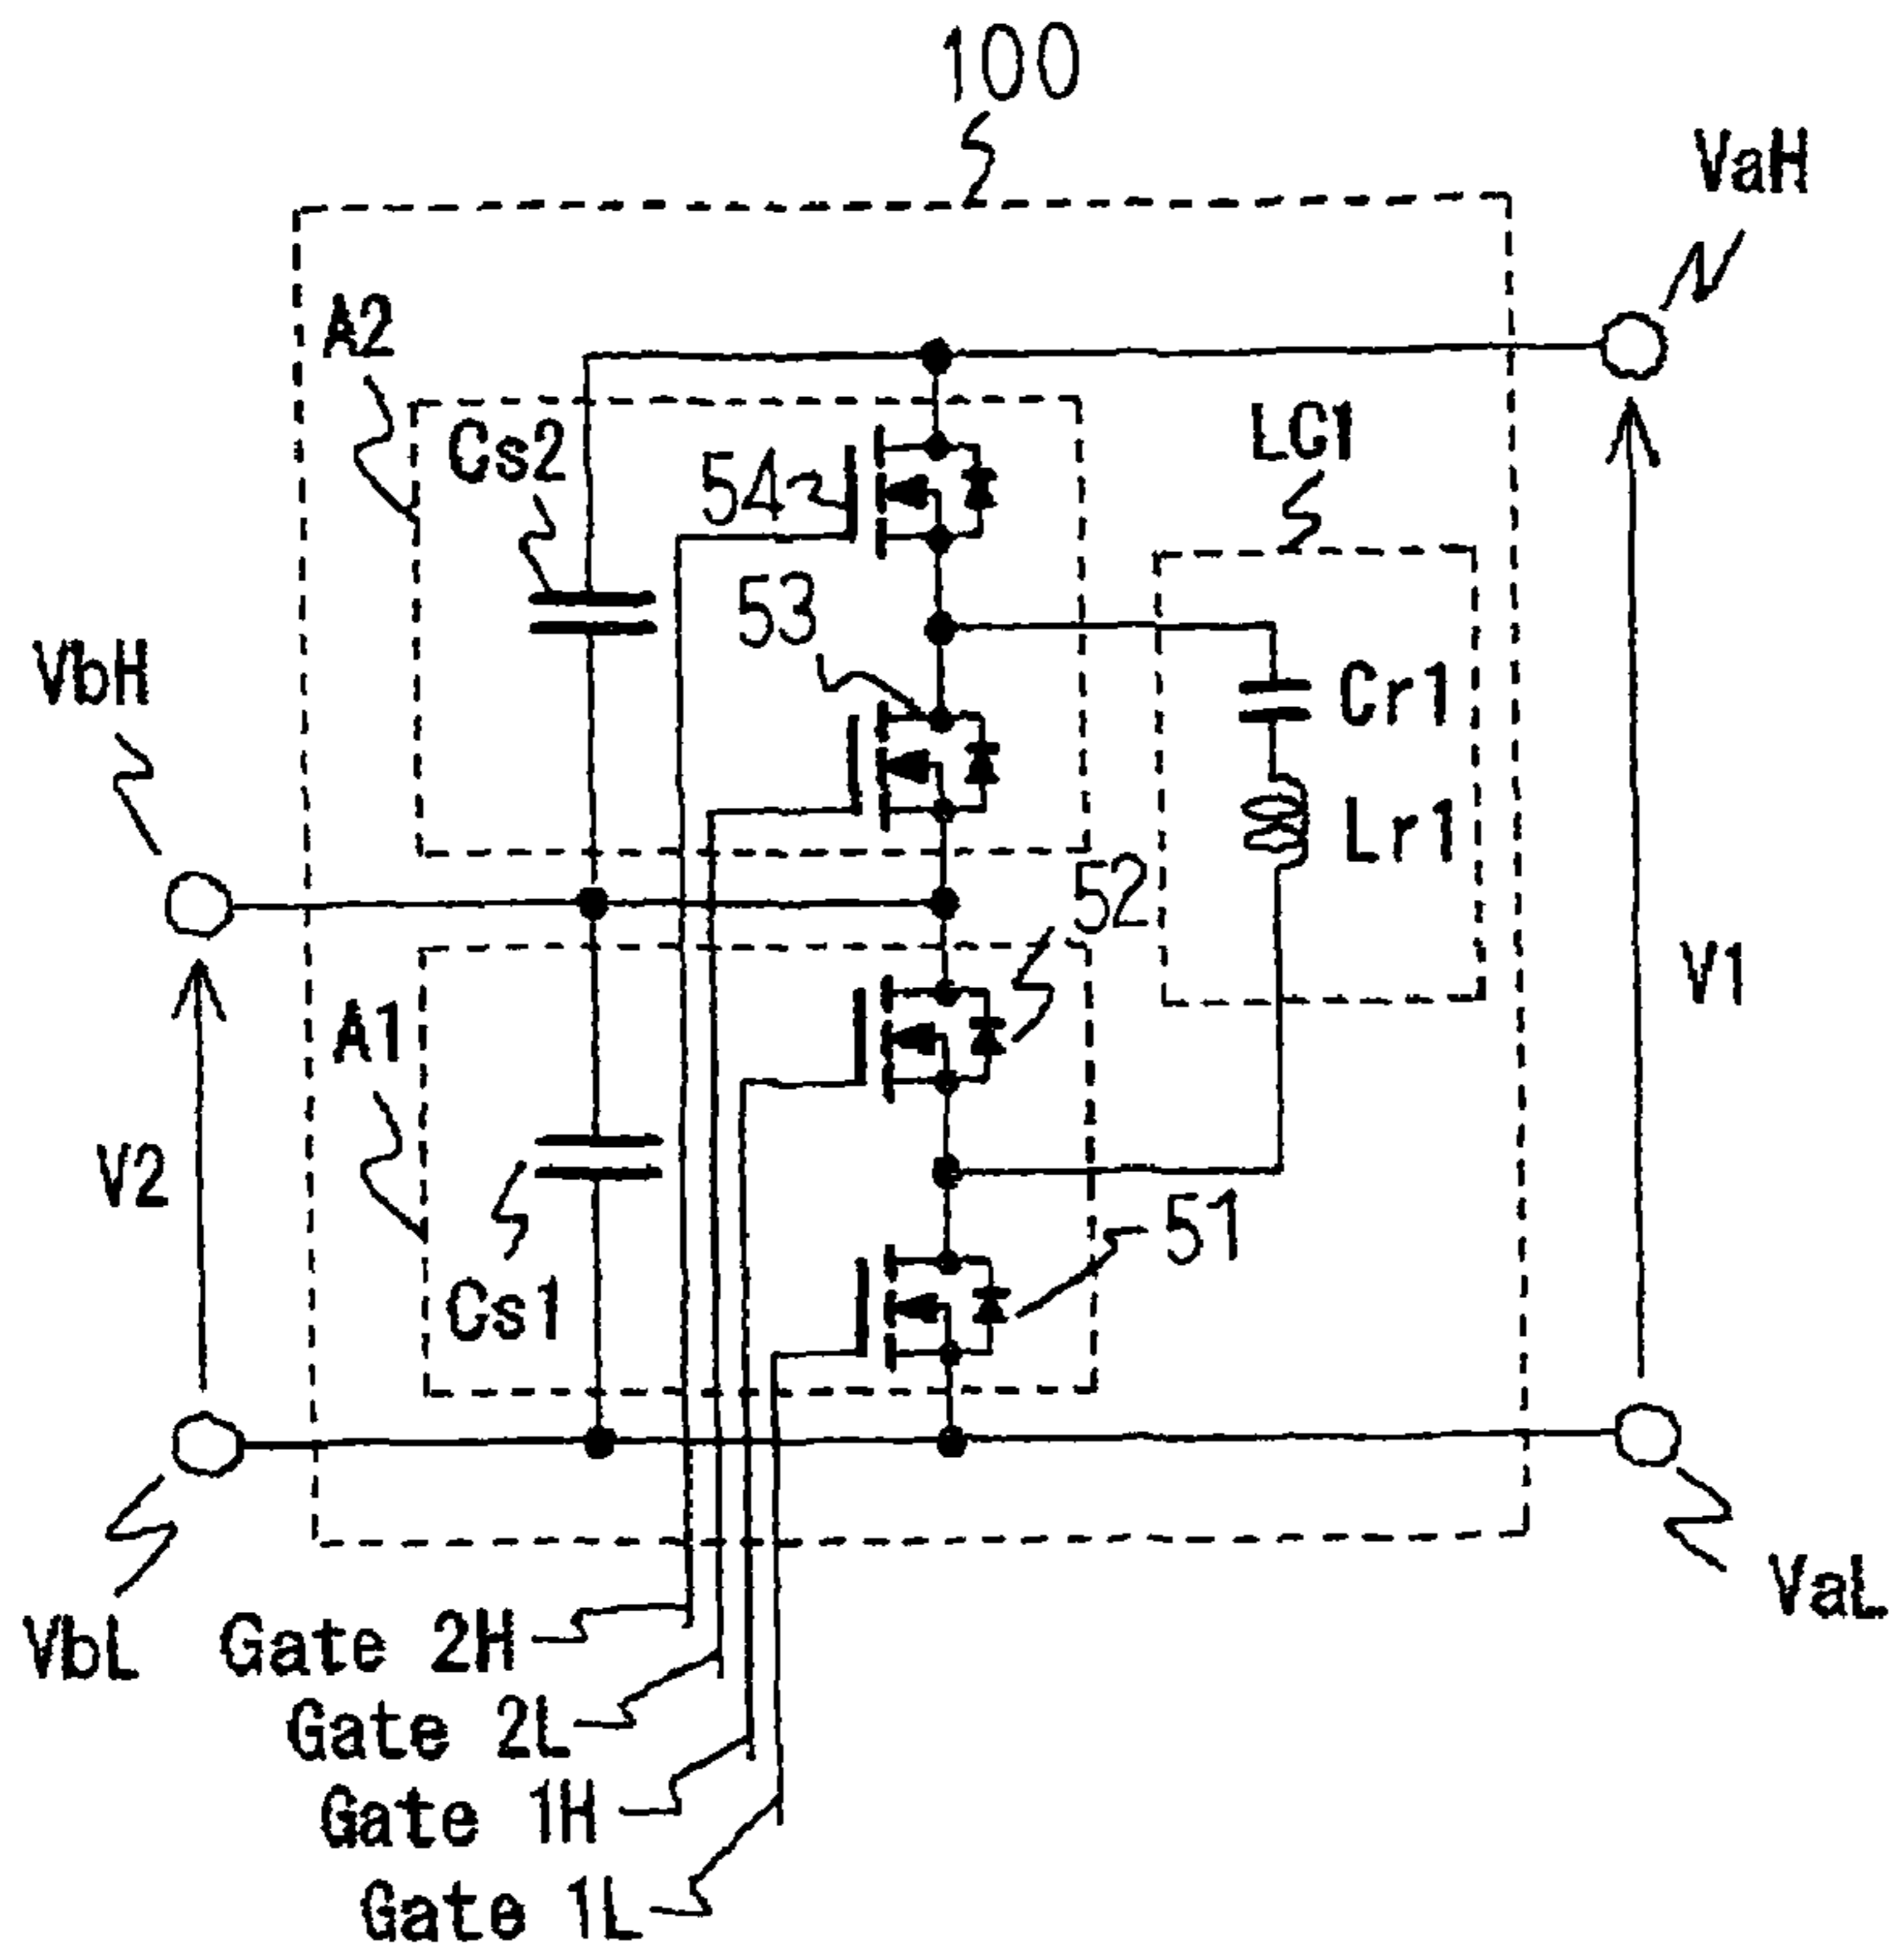 100
VaH
A2
Cs2
LC1
54
53
VbH
Cr1
Lr1
52
A1
V1
V2
51
Cs1
VaL
VbL
Gate 2H
Gate 2L
Gate 1H
Gate 1L